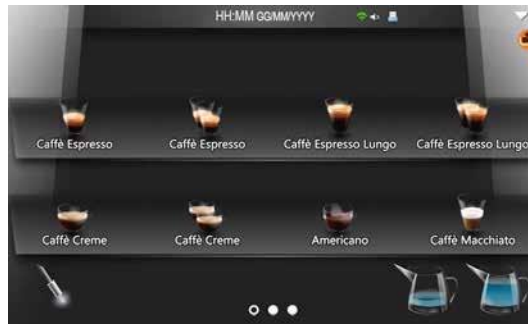 HH:MM GG/MM/YYYY
Caffè Espresso
Caffè Espresso
Caffè Espresso Lungo
Caffè Espresso Lungo
Caffè Creme
Caffè Creme
Americano
Caffè Macchiato